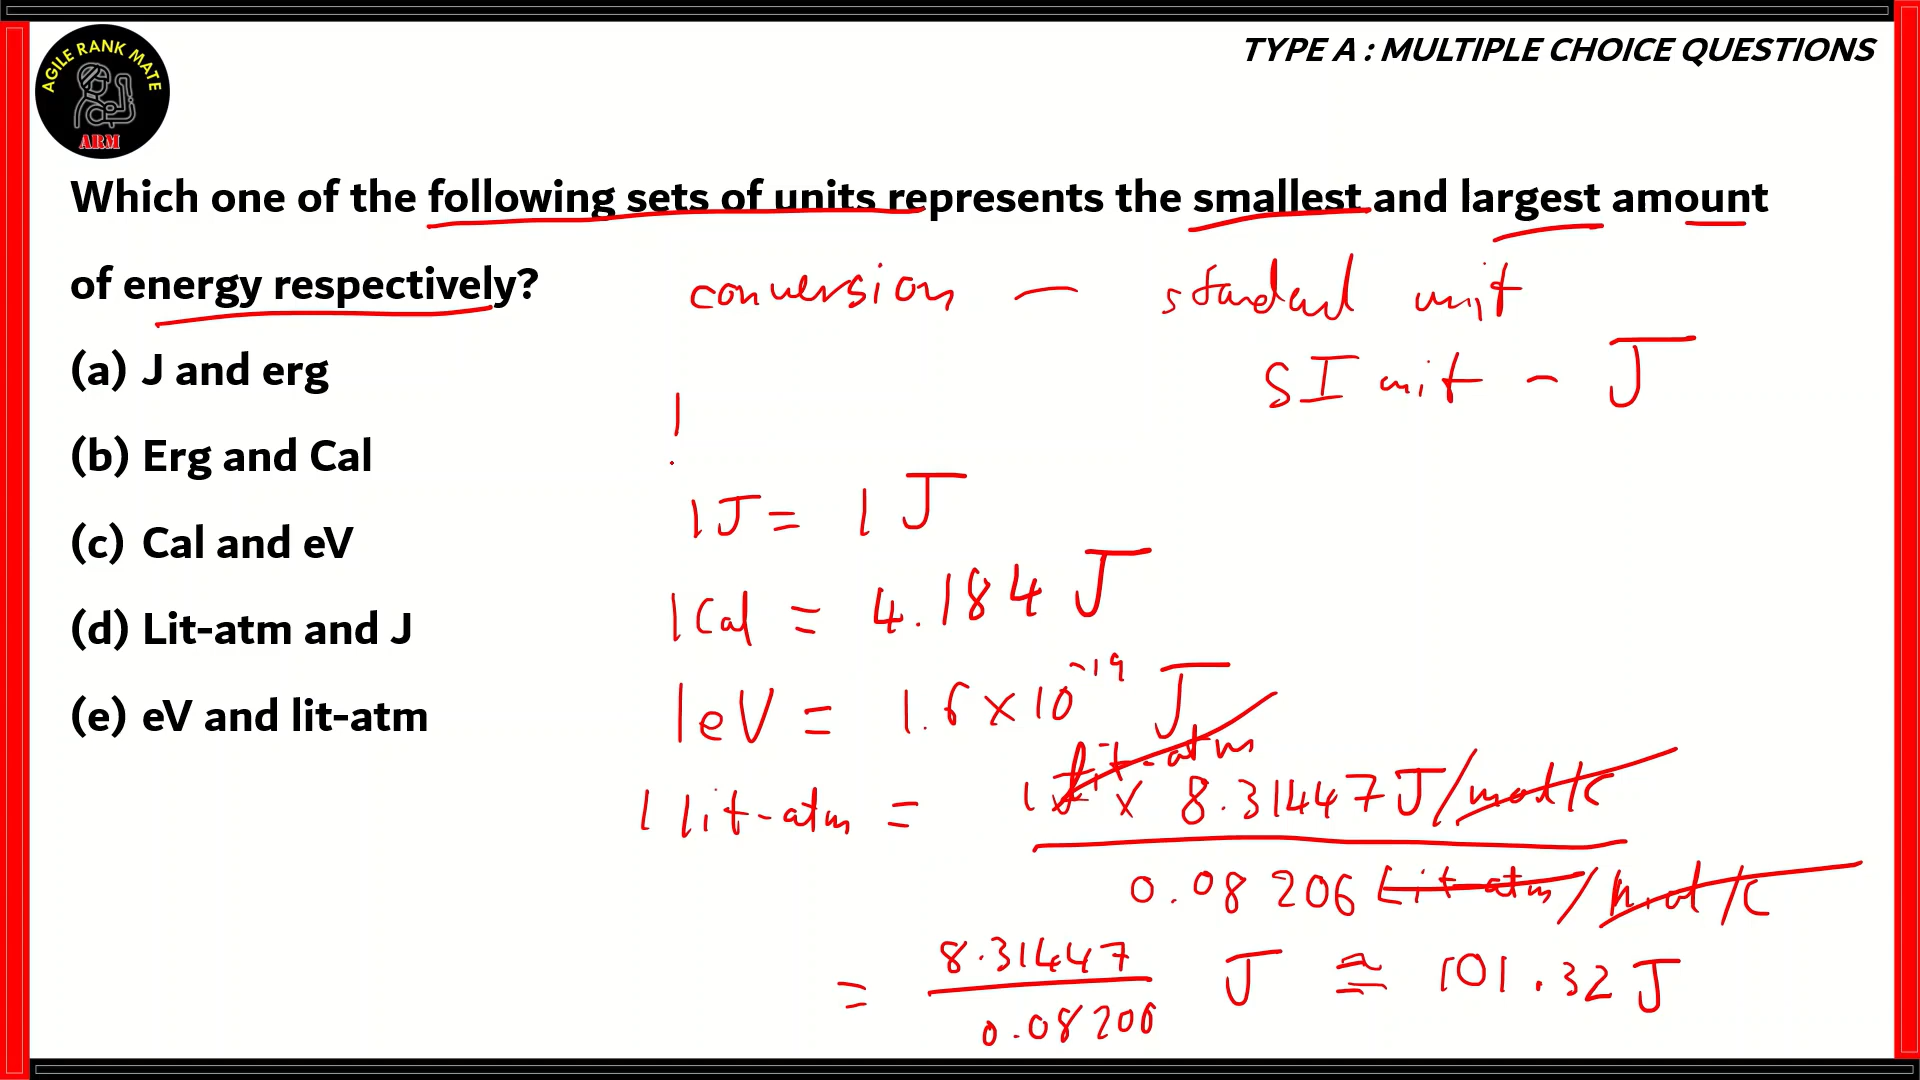 AGILE RANK MATE
ARM
TYPE A : MULTIPLE CHOICE QUESTIONS
Which one of the following sets of units represents the smallest and largest amount
of energy respectively?
conversion — standard unit
(a) J and erg
SI unit - J
1
(b) Erg and Cal
1J = 1 J
(c) Cal and eV
1 Cal = 4.184 J
(d) Lit-atm and J
1eV = 1.6 × 10⁻¹⁹ J
(e) eV and lit-atm
1 lit-atm = 1 lit-atm × 8.31447 J/mol/K
0.08206 Lit-atm/mol/K
= 8.31447 J ≅ 101.32 J
0.08206